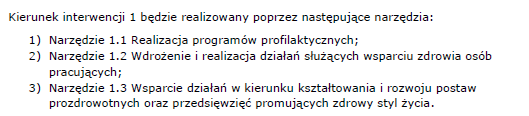 Kierunek interwencji 1 będzie realizowany poprzez następujące narzędzia:
1) Narzędzie 1.1 Realizacja programów profilaktycznych;
2) Narzędzie 1.2 Wdrożenie i realizacja działań służących wsparciu zdrowia osób
pracujących;
3) Narzędzie 1.3 Wsparcie działań w kierunku kształtowania i rozwoju postaw
prozdrowotnych oraz przedsięwzięć promujących zdrowy styl życia.